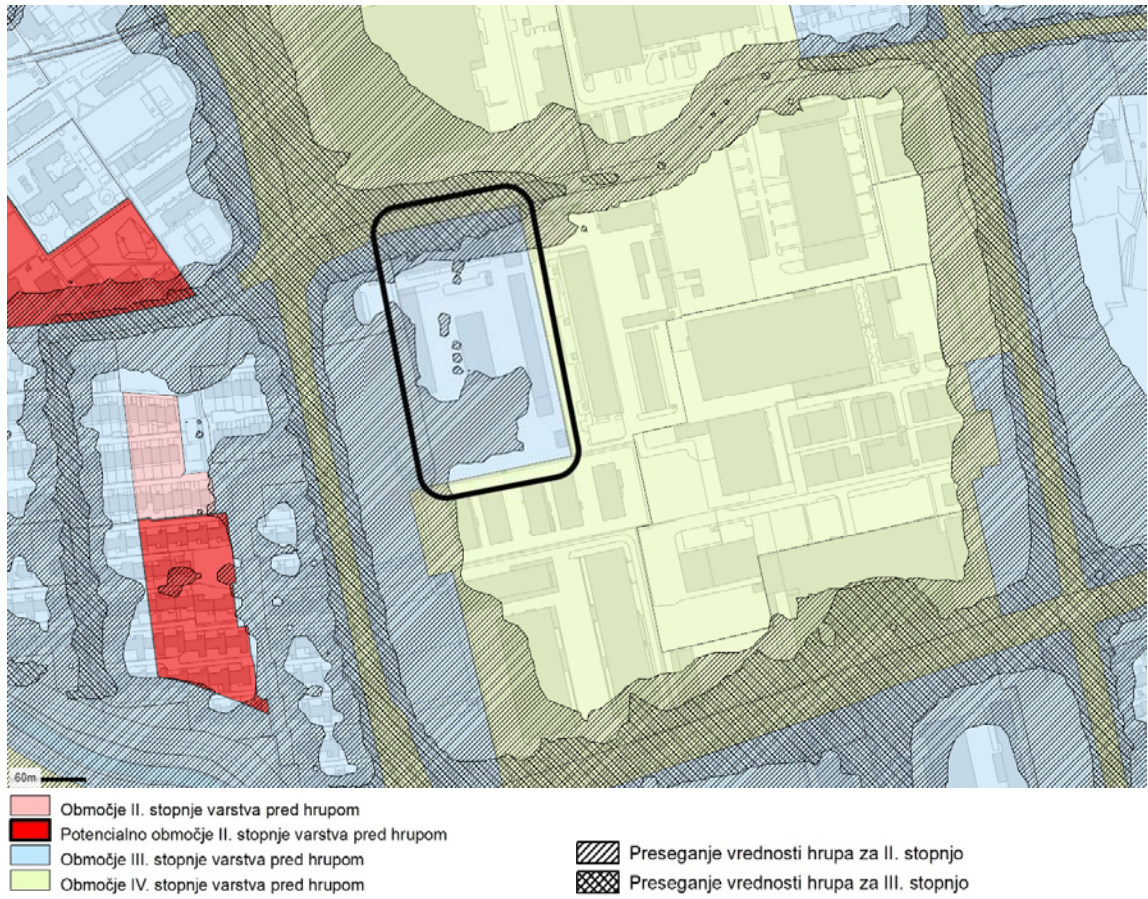 60m
Območje II. stopnje varstva pred hrupom
Potencialno območje II. stopnje varstva pred hrupom
Območje III. stopnje varstva pred hrupom
Območje IV. stopnje varstva pred hrupom
Preseganje vrednosti hrupa za II. stopnjo
Preseganje vrednosti hrupa za III. stopnjo